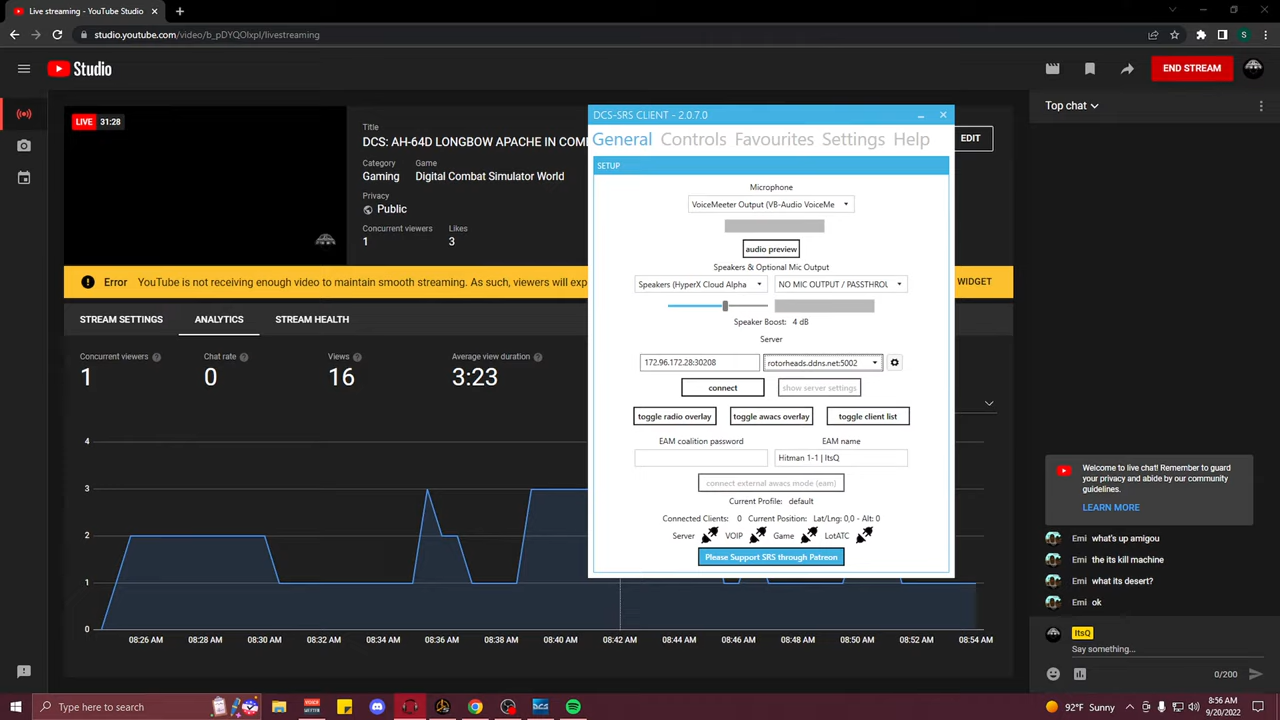 Live streaming - YouTube Studio
studio.youtube.com/video/b_pDYQOIxpI/livestreaming
S
Studio
END STREAM
LIVE 31:28
Title
DCS: AH-64D LONGBOW APACHE IN COM
Category
Game
Gaming
Digital Combat Simulator World
Privacy
Public
Concurrent viewers
Likes
1
3
EDIT
Error YouTube is not receiving enough video to maintain smooth streaming. As such, viewers will exp
WIDGET
STREAM SETTINGS
ANALYTICS
STREAM HEALTH
Concurrent viewers
Chat rate
Views
Average view duration
1
0
16
3:23
4
3
2
1
0
08:26 AM 08:28 AM 08:30 AM 08:32 AM 08:34 AM 08:36 AM 08:38 AM 08:40 AM 08:42 AM 08:44 AM 08:46 AM 08:48 AM 08:50 AM 08:52 AM 08:54 AM
DCS-SRS CLIENT - 2.0.7.0
General Controls Favourites Settings Help
SETUP
Microphone
VoiceMeeter Output (VB-Audio VoiceMe
audio preview
Speakers & Optional Mic Output
Speakers (HyperX Cloud Alpha
NO MIC OUTPUT / PASSTHROU
Speaker Boost: 4 dB
Server
172.96.172.28:30208
rotorheads.ddns.net:5002
connect
show server settings
toggle radio overlay
toggle awacs overlay
toggle client list
EAM coalition password
EAM name
Hitman 1-1 | ItsQ
connect external awacs mode (eam)
Current Profile: default
Connected Clients: 0 Current Position: Lat/Lng: 0,0 - Alt: 0
Server VOIP Game LotATC
Please Support SRS through Patreon
Top chat
Welcome to live chat! Remember to guard
your privacy and abide by our community
guidelines.
LEARN MORE
Emi what's up amigou
Emi the its kill machine
Emi what its desert?
Emi ok
ItsQ
Say something...
0/200
Type here to search
92°F Sunny
8:56 AM
9/20/2022